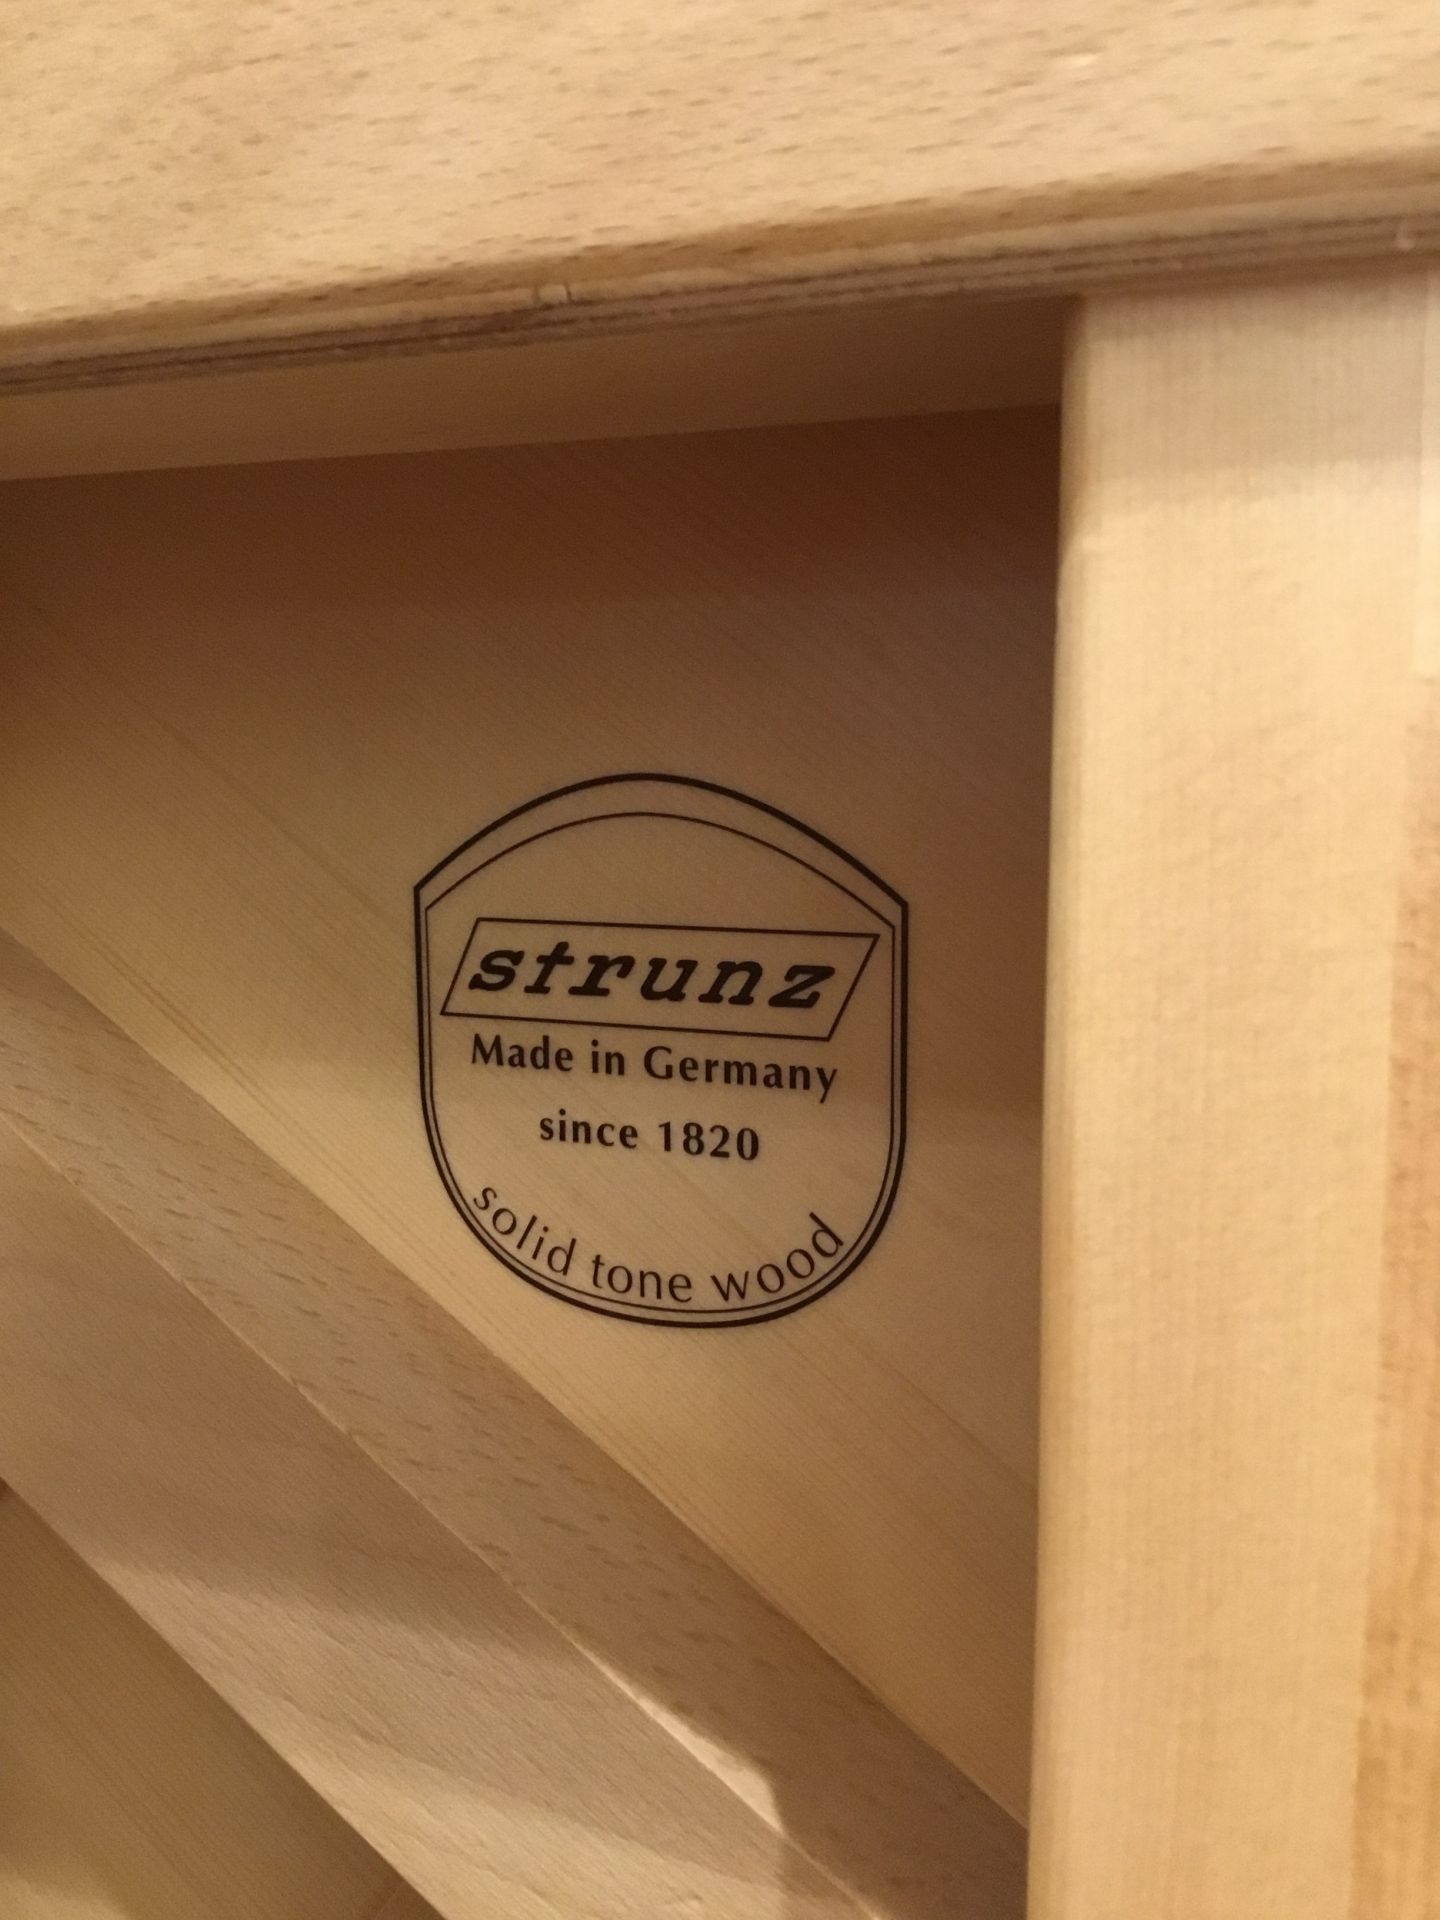 strunz
Made in Germany
since 1820
solid tone wood